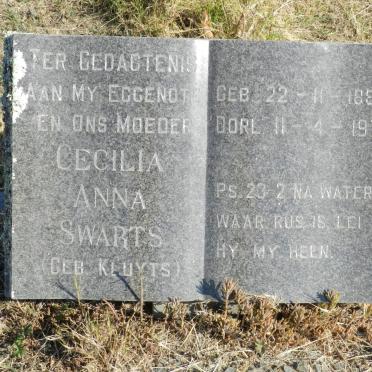 TER GEDAGTENIS
AAN MY EGGENOT
EN ONS MOEDER
CECILIA
ANNA
SWARTS
(GEB. KLUYTS)
GEB. 22-11-188
OORL. 11-4-19
PS. 23-2 NA WATER
WAAR RUS IS, LEI
HY MY HEEN.